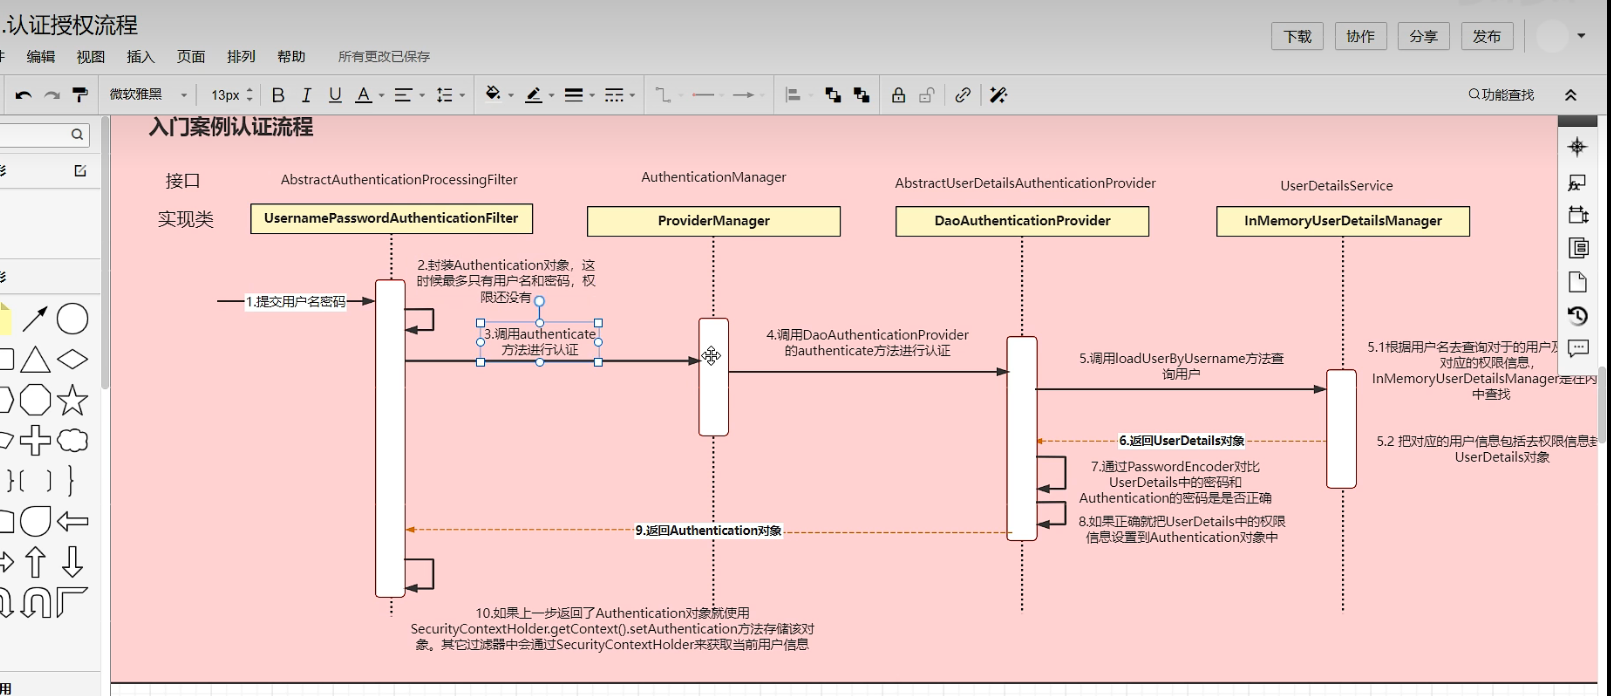 .认证授权流程
编辑 视图 插入 页面 排列 帮助 所有更改已保存
下载 协作 分享 发布
微软雅黑 13px B I U A
功能查找
入门案例认证流程
接口
AbstractAuthenticationProcessingFilter
AuthenticationManager
AbstractUserDetailsAuthenticationProvider
UserDetailsService
实现类
UsernamePasswordAuthenticationFilter
ProviderManager
DaoAuthenticationProvider
InMemoryUserDetailsManager
1.提交用户名密码
2.封装Authentication对象，这
时候最多只有用户名和密码，权
限还没有
3.调用authenticate
方法进行认证
4.调用DaoAuthenticationProvider
的authenticate方法进行认证
5.调用loadUserByUsername方法查
询用户
5.1根据用户名去查询对于的用户及
对应的权限信息，
InMemoryUserDetailsManager是在内
中查找
5.2 把对应的用户信息包括去权限信息封
UserDetails对象
6.返回UserDetails对象
7.通过PasswordEncoder对比
UserDetails中的密码和
Authentication的密码是是否正确
8.如果正确就把UserDetails中的权限
信息设置到Authentication对象中
9.返回Authentication对象
10.如果上一步返回了Authentication对象就使用
SecurityContextHolder.getContext().setAuthentication方法存储该对
象。其它过滤器中会通过SecurityContextHolder来获取当前用户信息
用